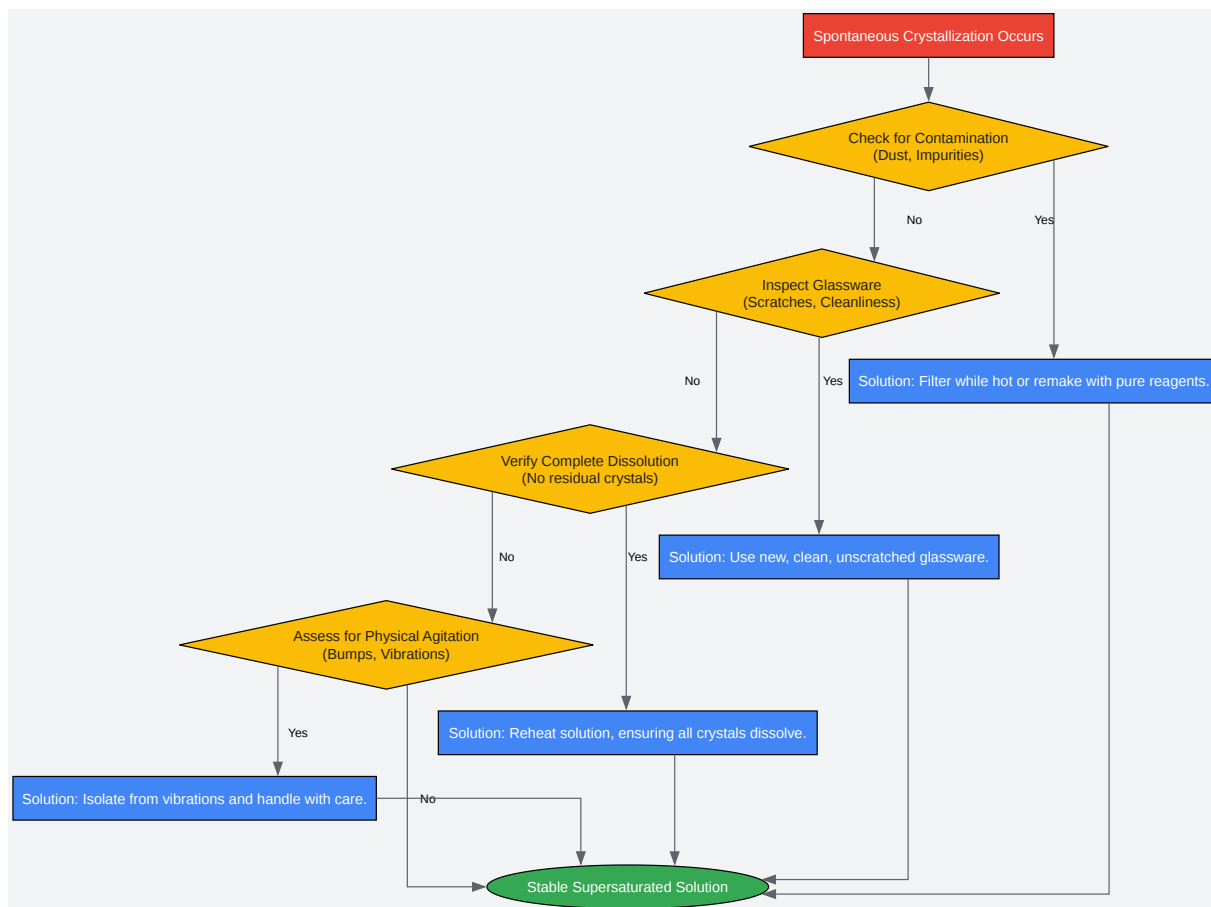 Spontaneous Crystallization Occurs
Check for Contamination
(Dust, Impurities)
No
Yes
Inspect Glassware
(Scratches, Cleanliness)
No
Yes
Solution: Filter while hot or remake with pure reagents.
Verify Complete Dissolution
(No residual crystals)
No
Yes
Solution: Use new, clean, unscratched glassware.
Assess for Physical Agitation
(Bumps, Vibrations)
Yes
Solution: Reheat solution, ensuring all crystals dissolve.
Solution: Isolate from vibrations and handle with care.
No
Stable Supersaturated Solution